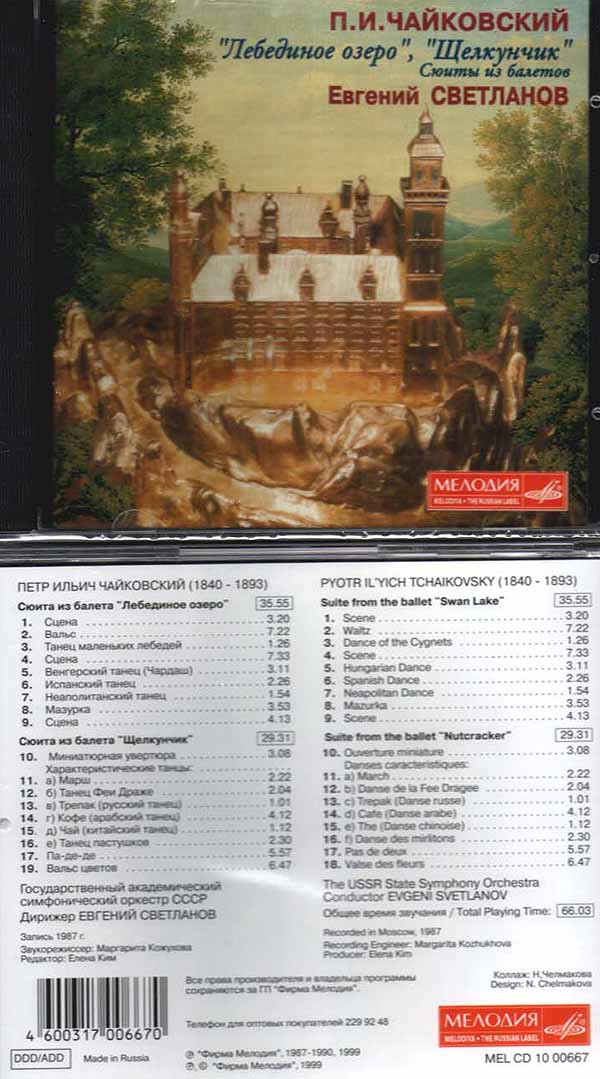 П.И.ЧАЙКОВСКИЙ
"Лебединое озеро", "Щелкунчик"
Сюиты из балетов
Евгений СВЕТЛАНОВ
МЕЛОДИЯ
MELODIYA • THE RUSSIAN LABEL
ПЕТР ИЛЬИЧ ЧАЙКОВСКИЙ (1840 - 1893)
Сюита из балета "Лебединое озеро" 35.55
1. Сцена 3.20
2. Вальс 7.22
3. Танец маленьких лебедей 1.26
4. Сцена 7.33
5. Венгерский танец (Чардаш) 3.11
6. Испанский танец 2.26
7. Неаполитанский танец 1.54
8. Мазурка 3.53
9. Сцена 4.13
Сюита из балета "Щелкунчик" 29.31
10. Миниатюрная увертюра 3.08
Характеристические танцы:
11. а) Марш 2.22
12. б) Танец Феи Драже 2.04
13. в) Трепак (русский танец) 1.01
14. г) Кофе (арабский танец) 4.12
15. д) Чай (китайский танец) 1.12
16. е) Танец пастушков 2.30
17. Па-де-де 5.57
19. Вальс цветов 6.47
Государственный академический
симфонический оркестр СССР
Дирижер ЕВГЕНИЙ СВЕТЛАНОВ
Запись 1987 г.
Звукорежиссер: Маргарита Кожухова
Редактор: Елена Ким
PYOTR IL'YICH TCHAIKOVSKY (1840 - 1893)
Suite from the ballet "Swan Lake" 35.55
1. Scene 3.20
2. Waltz 7.22
3. Dance of the Cygnets 1.26
4. Scene 7.33
5. Hungarian Dance 3.11
6. Spanish Dance 2.26
7. Neapolitan Dance 1.54
8. Mazurka 3.53
9. Scene 4.13
Suite from the ballet "Nutcracker" 29.31
10. Ouverture miniature 3.08
Danses caracteristiques:
11. a) March 2.22
12. b) Danse de la Fee Dragee 2.04
13. c) Trepak (Danse russe) 1.01
14. d) Cafe (Danse arabe) 4.12
15. e) The (Danse chinoise) 1.12
16. f) Danse des mirlitons 2.30
17. Pas de deux 5.57
18. Valse des fleurs 6.47
The USSR State Symphony Orchestra
Conductor EVGENI SVETLANOV
Общее время звучания / Total Playing Time: 66.03
Recorded in Moscow, 1987
Recording Engineer: Margarita Kozhukhova
Producer: Elena Kim
Все права производителя и владельца программы
сохраняются за ГП "Фирма Мелодия".
Коллаж: Н.Челмакова
Design: N. Chelmakova
Телефон для оптовых покупателей 229 92 48
4 600317 006670
DDD/ADD Made in Russia
℗ "Фирма Мелодия", 1987-1990, 1999
℗, © "Фирма Мелодия", 1999
МЕЛОДИЯ
MELODIYA • THE RUSSIAN LABEL
MEL CD 10 00667